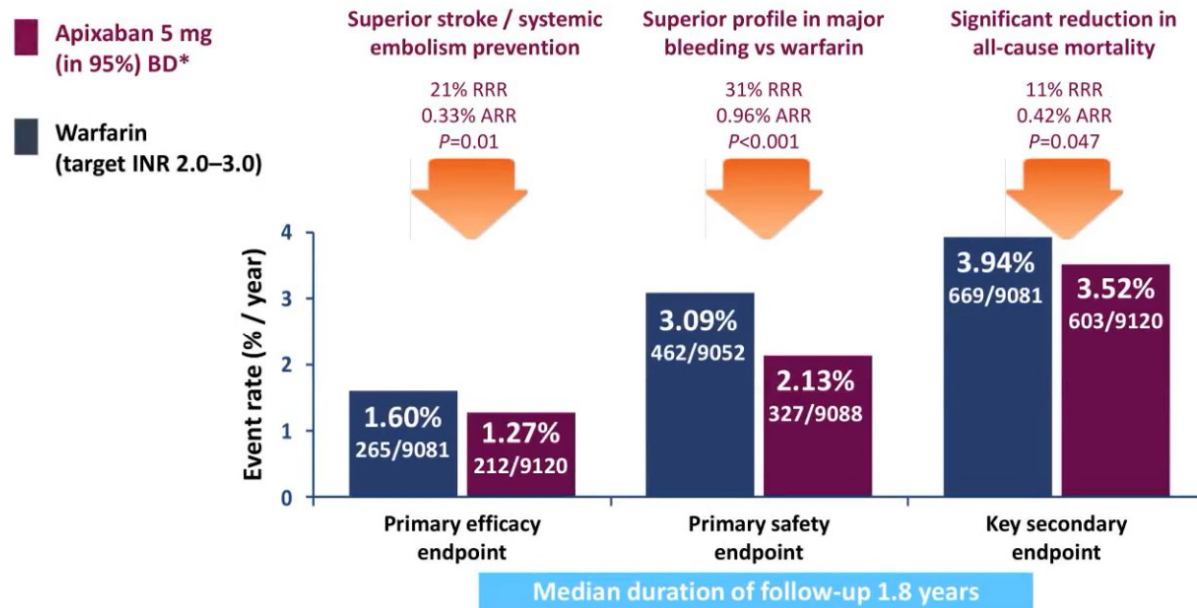 Apixaban 5 mg
(in 95%) BD*
Warfarin
(target INR 2.0–3.0)
Superior stroke / systemic
embolism prevention
21% RRR
0.33% ARR
P=0.01
Superior profile in major
bleeding vs warfarin
31% RRR
0.96% ARR
P<0.001
Significant reduction in
all-cause mortality
11% RRR
0.42% ARR
P=0.047
Event rate (% / year)
4
3
2
1
0
1.60%
265/9081
1.27%
212/9120
3.09%
462/9052
2.13%
327/9088
3.94%
669/9081
3.52%
603/9120
Primary efficacy
endpoint
Primary safety
endpoint
Key secondary
endpoint
Median duration of follow-up 1.8 years